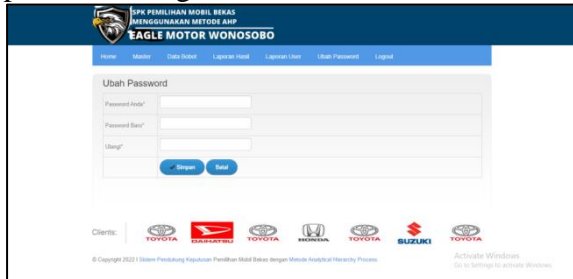 SPK PEMILIHAN MOBIL BEKAS
MENGGUNAKAN METODE AHP
EAGLE MOTOR WONOSOBO
Home Master Data Bobot Laporan Hasil Laporan User Ubah Password Logout
Ubah Password
Password Anda*
Password Baru*
Ulangi*
Simpan Batal
Clients: TOYOTA DAIHATSU TOYOTA HONDA TOYOTA SUZUKI TOYOTA
© Copyright 2022 | Sistem Pendukung Keputusan Pemilihan Mobil Bekas dengan Metode Analytical Hierarchy Process
Activate Windows
Go to Settings to activate Windows.